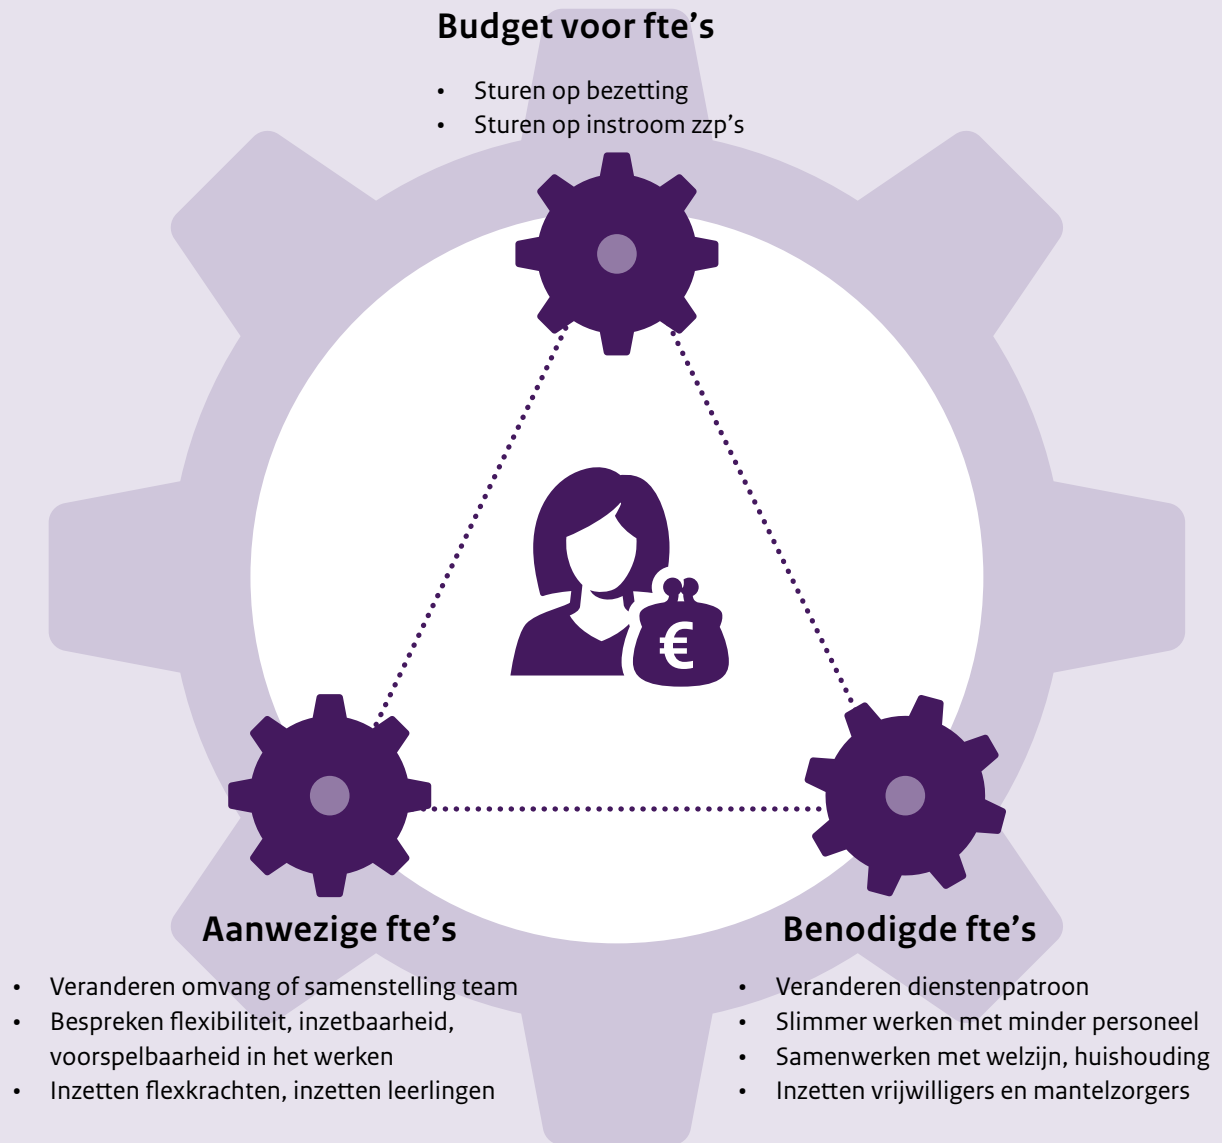 Budget voor fte’s
• Sturen op bezetting
• Sturen op instroom zzp’s
€
Aanwezige fte’s
• Veranderen omvang of samenstelling team
• Bespreken flexibiliteit, inzetbaarheid,
voorspelbaarheid in het werken
• Inzetten flexkrachten, inzetten leerlingen
Benodigde fte’s
• Veranderen dienstenpatroon
• Slimmer werken met minder personeel
• Samenwerken met welzijn, huishouding
• Inzetten vrijwilligers en mantelzorgers